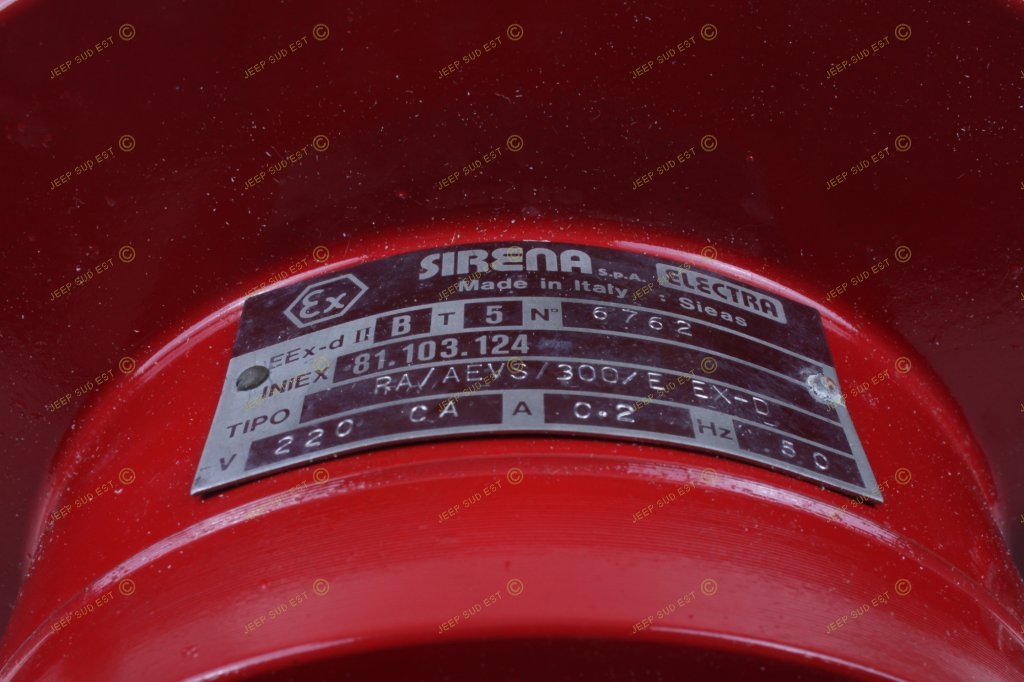 SIRENA S.p.A. ELECTRA
Made in Italy Sieas
Ex
EEx-d II B T 5 N° 6762
INiEX 81.103.124
TIPO RA/AEVS/300/E EX-D
V 220 CA A 0.2 Hz 50
JEEP SUD EST ©